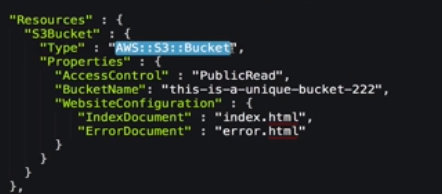 "Resources" : {
"S3Bucket" : {
"Type" : "AWS::S3::Bucket",
"Properties" : {
"AccessControl" : "PublicRead",
"BucketName": "this-is-a-unique-bucket-222",
"WebsiteConfiguration" : {
"IndexDocument" : "index.html",
"ErrorDocument" : "error.html"
}
}
}
},